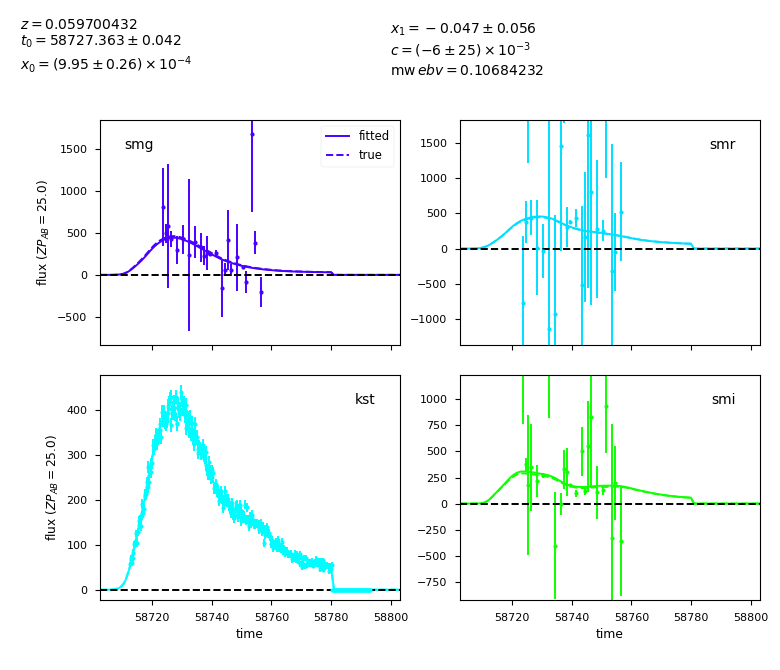 z = 0.059700432
t₀ = 58727.363 ± 0.042
x₀ = (9.95 ± 0.26) × 10⁻⁴
x₁ = −0.047 ± 0.056
c = (−6 ± 25) × 10⁻³
mw ebv = 0.10684232
smg
fitted
true
1500
1000
500
0
−500
flux (ZP_AB = 25.0)
smr
1500
1000
500
0
−500
−1000
kst
400
300
200
100
0
flux (ZP_AB = 25.0)
58720 58740 58760 58780 58800
time
smi
1000
750
500
250
0
−250
−500
−750
58720 58740 58760 58780 58800
time